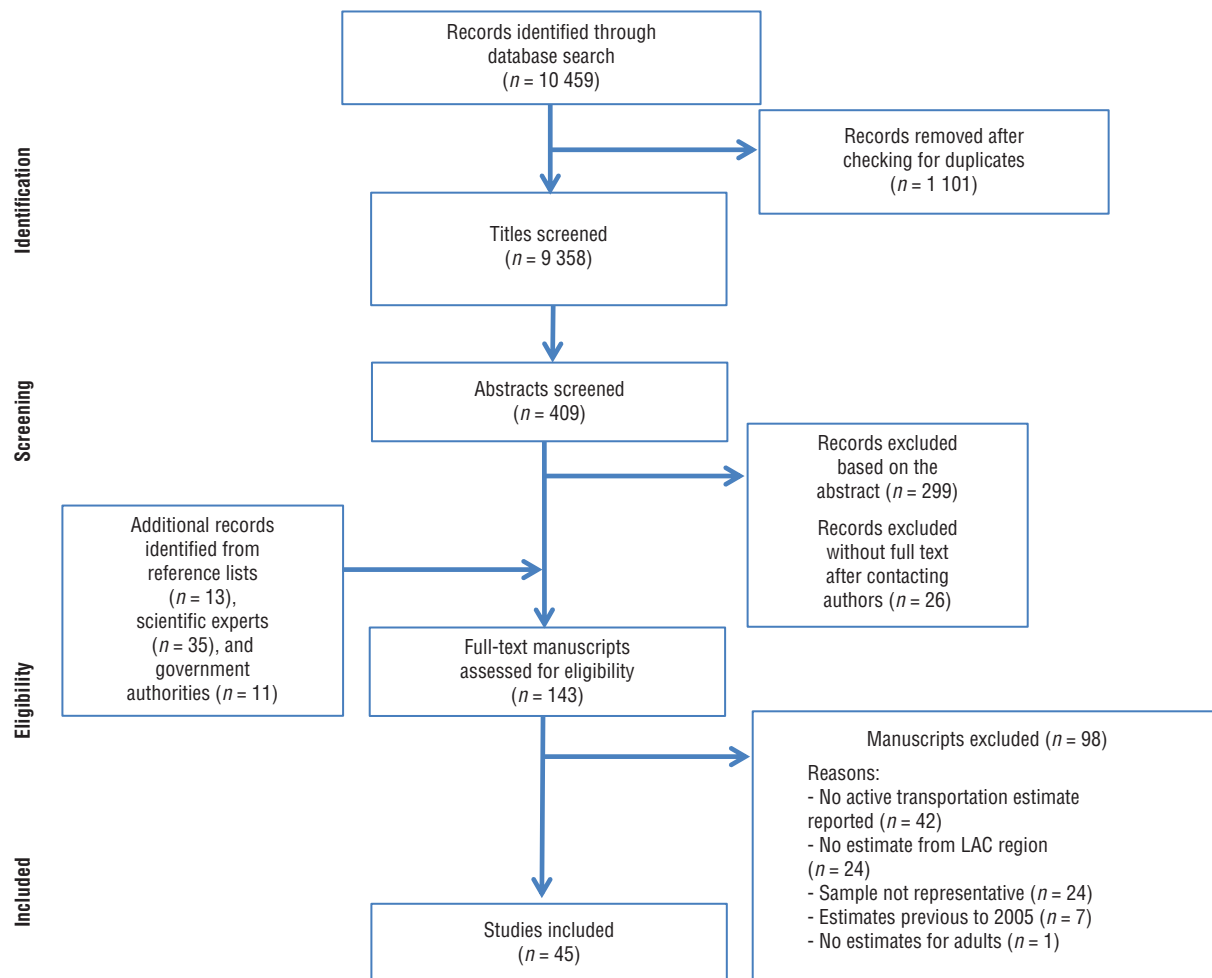 Records identified through
database search
(n = 10 459)
Identification
Records removed after
checking for duplicates
(n = 1 101)
Titles screened
(n = 9 358)
Screening
Abstracts screened
(n = 409)
Records excluded
based on the
abstract (n = 299)
Records excluded
without full text
after contacting
authors (n = 26)
Additional records
identified from
reference lists
(n = 13),
scientific experts
(n = 35), and
government
authorities (n = 11)
Eligibility
Full-text manuscripts
assessed for eligibility
(n = 143)
Manuscripts excluded (n = 98)
Reasons:
- No active transportation estimate
reported (n = 42)
- No estimate from LAC region
(n = 24)
- Sample not representative (n = 24)
- Estimates previous to 2005 (n = 7)
- No estimates for adults (n = 1)
Included
Studies included
(n = 45)